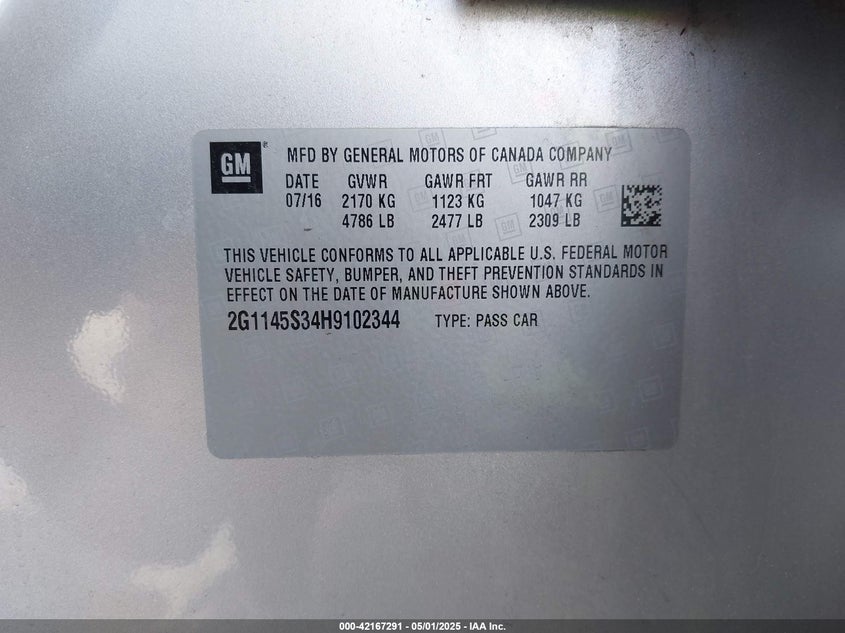 GM® MFD BY GENERAL MOTORS OF CANADA COMPANY
DATE GVWR GAWR FRT GAWR RR
07/16 2170 KG 1123 KG 1047 KG
4786 LB 2477 LB 2309 LB
THIS VEHICLE CONFORMS TO ALL APPLICABLE U.S. FEDERAL MOTOR
VEHICLE SAFETY, BUMPER, AND THEFT PREVENTION STANDARDS IN
EFFECT ON THE DATE OF MANUFACTURE SHOWN ABOVE.
2G1145S34H9102344 TYPE: PASS CAR
000-42167291 - 05/01/2025 - IAA Inc.